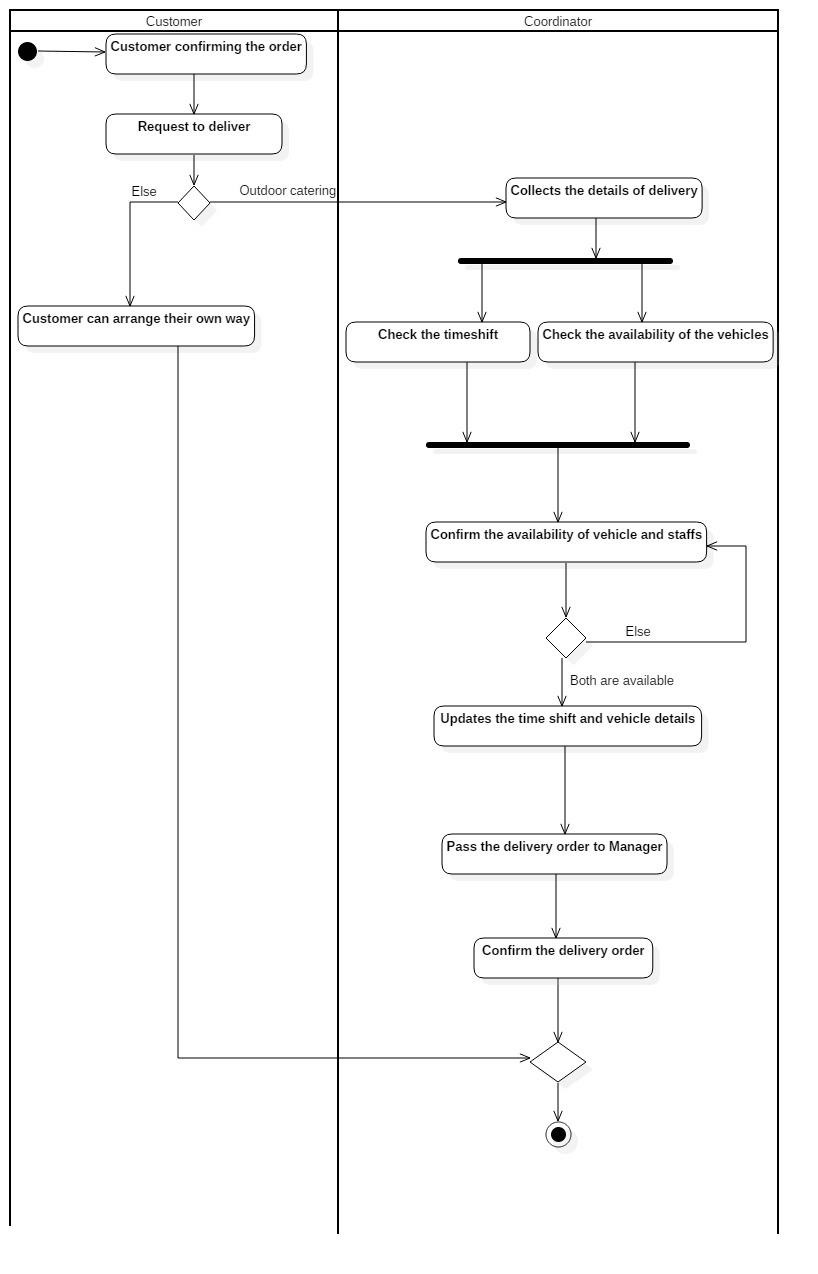 Customer
Coordinator
Customer confirming the order
Request to deliver
Else
Outdoor catering
Collects the details of delivery
Customer can arrange their own way
Check the timeshift
Check the availability of the vehicles
Confirm the availability of vehicle and staffs
Else
Both are available
Updates the time shift and vehicle details
Pass the delivery order to Manager
Confirm the delivery order